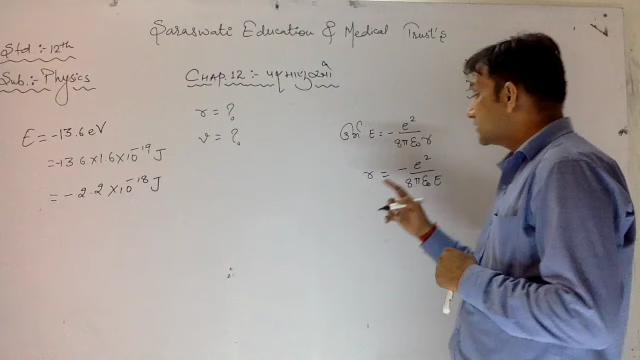 Saraswati Education & Medical Trust's
Std :- 12th
Sub. :- Physics
Chap. 12 :- પરમાણુઓ
r = ?
v = ?
E = -13.6 eV
= -13.6 × 1.6 × 10⁻¹⁹ J
= -2.2 × 10⁻¹⁸ J
ઊર્જા E = - e² / 8πε₀r
r = - e² / 8πε₀E